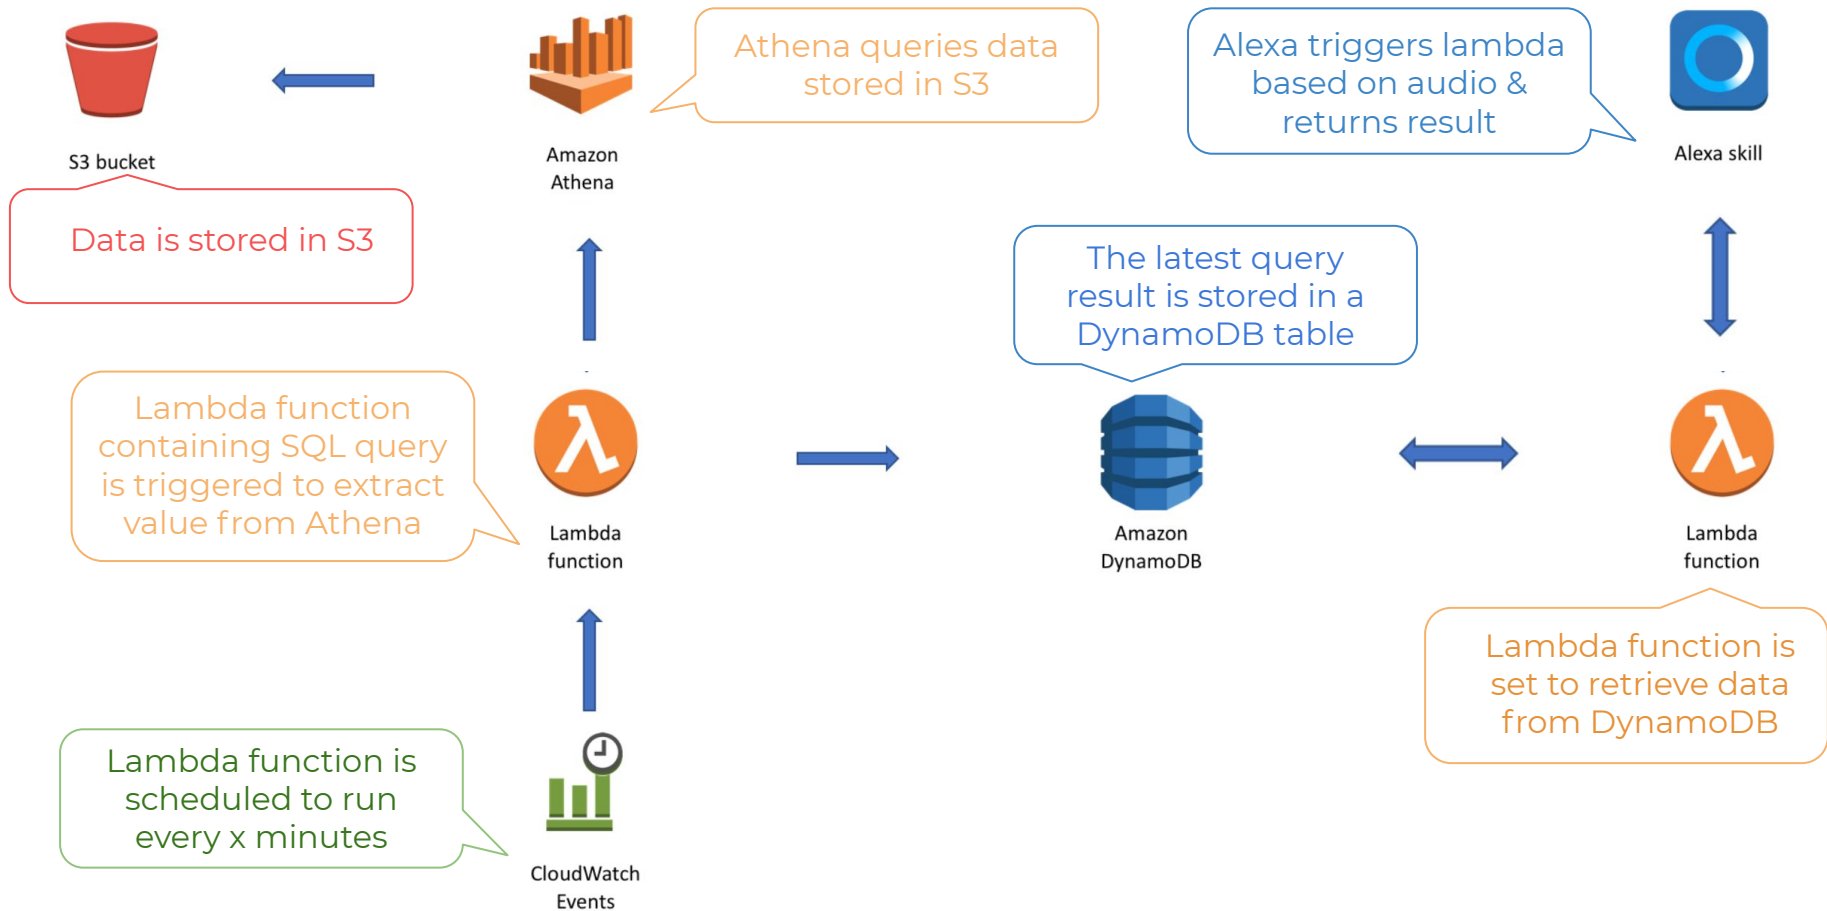 Athena queries data
stored in S3
Alexa triggers lambda
based on audio &
returns result
S3 bucket
Amazon
Athena
Alexa skill
Data is stored in S3
The latest query
result is stored in a
DynamoDB table
Lambda function
containing SQL query
is triggered to extract
value from Athena
Lambda
function
Amazon
DynamoDB
Lambda
function
Lambda function is
set to retrieve data
from DynamoDB
Lambda function is
scheduled to run
every x minutes
CloudWatch
Events